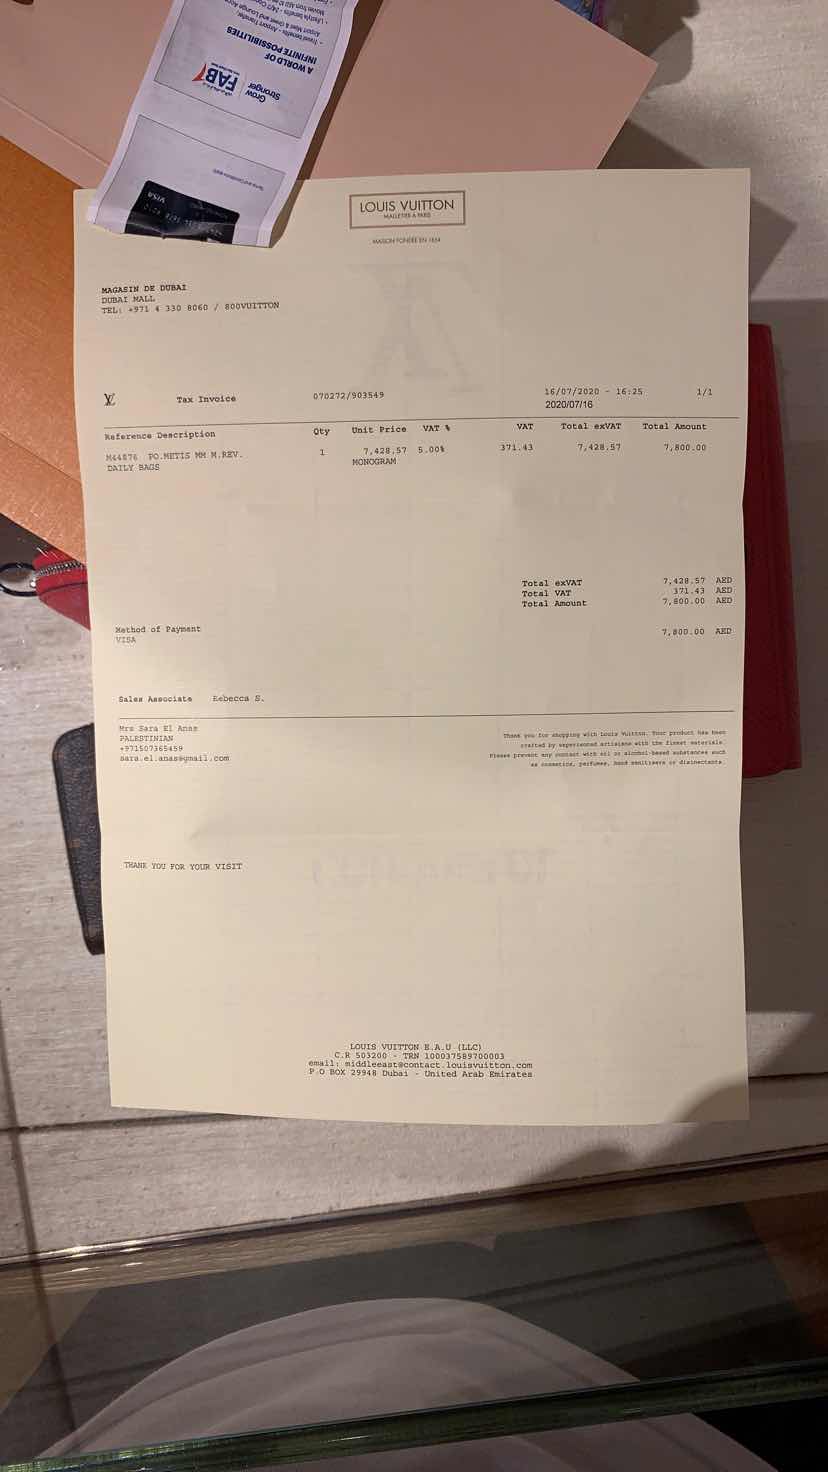 A WORLD OF
INFINITE POSSIBILITIES
FAB
Grow
Stronger
VISA
LOUIS VUITTON
MALLETIER À PARIS
MAISON FONDÉE EN 1854
MAGASIN DE DUBAI
DUBAI MALL
TEL: +971 4 330 8060 / 800VUITTON
Tax Invoice 070272/903549 16/07/2020 - 16:25 1/1
2020/07/16
Reference Description Qty Unit Price VAT % VAT Total exVAT Total Amount
M44876 PO.METIS MM M.REV. 1 7,428.57 5.00% 371.43 7,428.57 7,800.00
DAILY BAGS MONOGRAM
Total exVAT 7,428.57 AED
Total VAT 371.43 AED
Total Amount 7,800.00 AED
Method of Payment 7,800.00 AED
VISA
Sales Associate Rebecca S.
Mrs Sara El Anas
PALESTINIAN
+971507365459
sara.el.anas@gmail.com
Thank you for shopping with Louis Vuitton. Your product has been
crafted by experienced artisans with the finest materials.
Please prevent any contact with oil or alcohol-based substances such
as cosmetics, perfumes, hand sanitisers or disinectants.
THANK YOU FOR YOUR VISIT
LOUIS VUITTON E.A.U (LLC)
C.R 503200 - TRN 100037589700003
email: middleeast@contact.louisvuitton.com
P.O BOX 29948 Dubai - United Arab Emirates